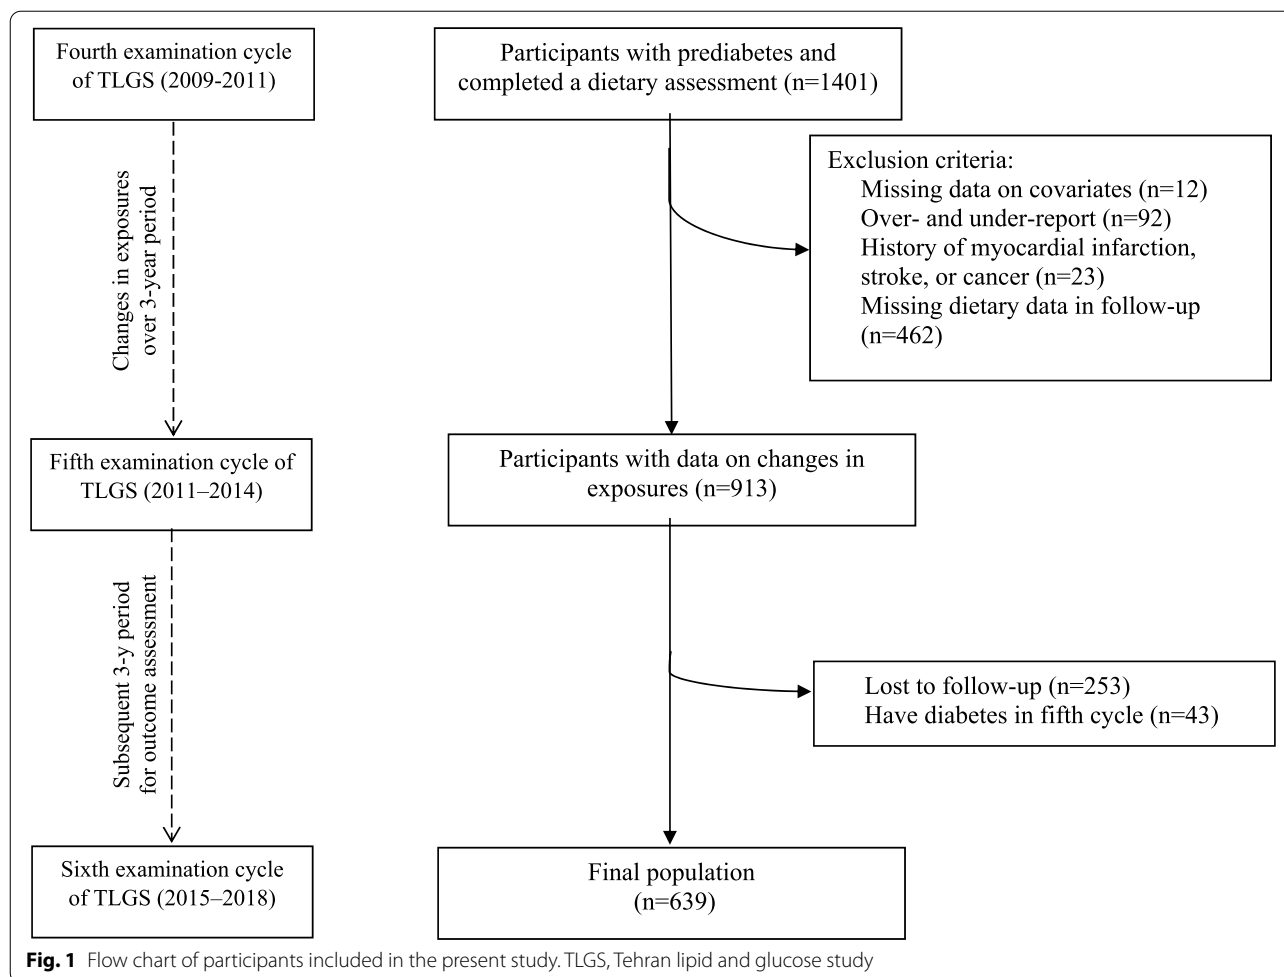 Fourth examination cycle
of TLGS (2009-2011)
Participants with prediabetes and
completed a dietary assessment (n=1401)
Changes in exposures
over 3-year period
Exclusion criteria:
Missing data on covariates (n=12)
Over- and under-report (n=92)
History of myocardial infarction,
stroke, or cancer (n=23)
Missing dietary data in follow-up
(n=462)
Fifth examination cycle of
TLGS (2011–2014)
Participants with data on changes in
exposures (n=913)
Subsequent 3-y period
for outcome assessment
Lost to follow-up (n=253)
Have diabetes in fifth cycle (n=43)
Sixth examination cycle
of TLGS (2015–2018)
Final population
(n=639)
Fig. 1 Flow chart of participants included in the present study. TLGS, Tehran lipid and glucose study